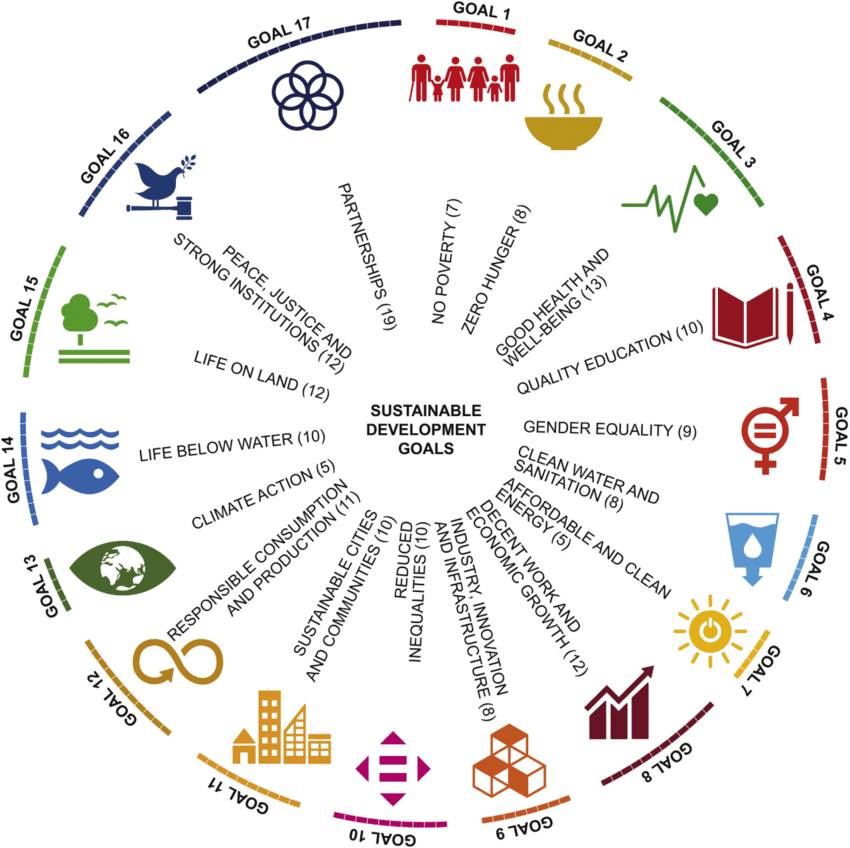 GOAL 1
GOAL 2
GOAL 3
GOAL 4
GOAL 5
GOAL 6
GOAL 7
GOAL 8
GOAL 9
GOAL 10
GOAL 11
GOAL 12
GOAL 13
GOAL 14
GOAL 15
GOAL 16
GOAL 17
NO POVERTY (7)
ZERO HUNGER (8)
GOOD HEALTH AND
WELL-BEING (13)
QUALITY EDUCATION (10)
GENDER EQUALITY (9)
CLEAN WATER AND
SANITATION (8)
AFFORDABLE AND CLEAN
ENERGY (5)
DECENT WORK AND
ECONOMIC GROWTH (12)
INDUSTRY, INNOVATION
AND INFRASTRUCTURE (8)
REDUCED
INEQUALITIES (10)
SUSTAINABLE CITIES
AND COMMUNITIES (10)
RESPONSIBLE CONSUMPTION
AND PRODUCTION (11)
CLIMATE ACTION (5)
LIFE BELOW WATER (10)
LIFE ON LAND (12)
PEACE, JUSTICE AND
STRONG INSTITUTIONS (12)
PARTNERSHIPS (19)
SUSTAINABLE
DEVELOPMENT
GOALS